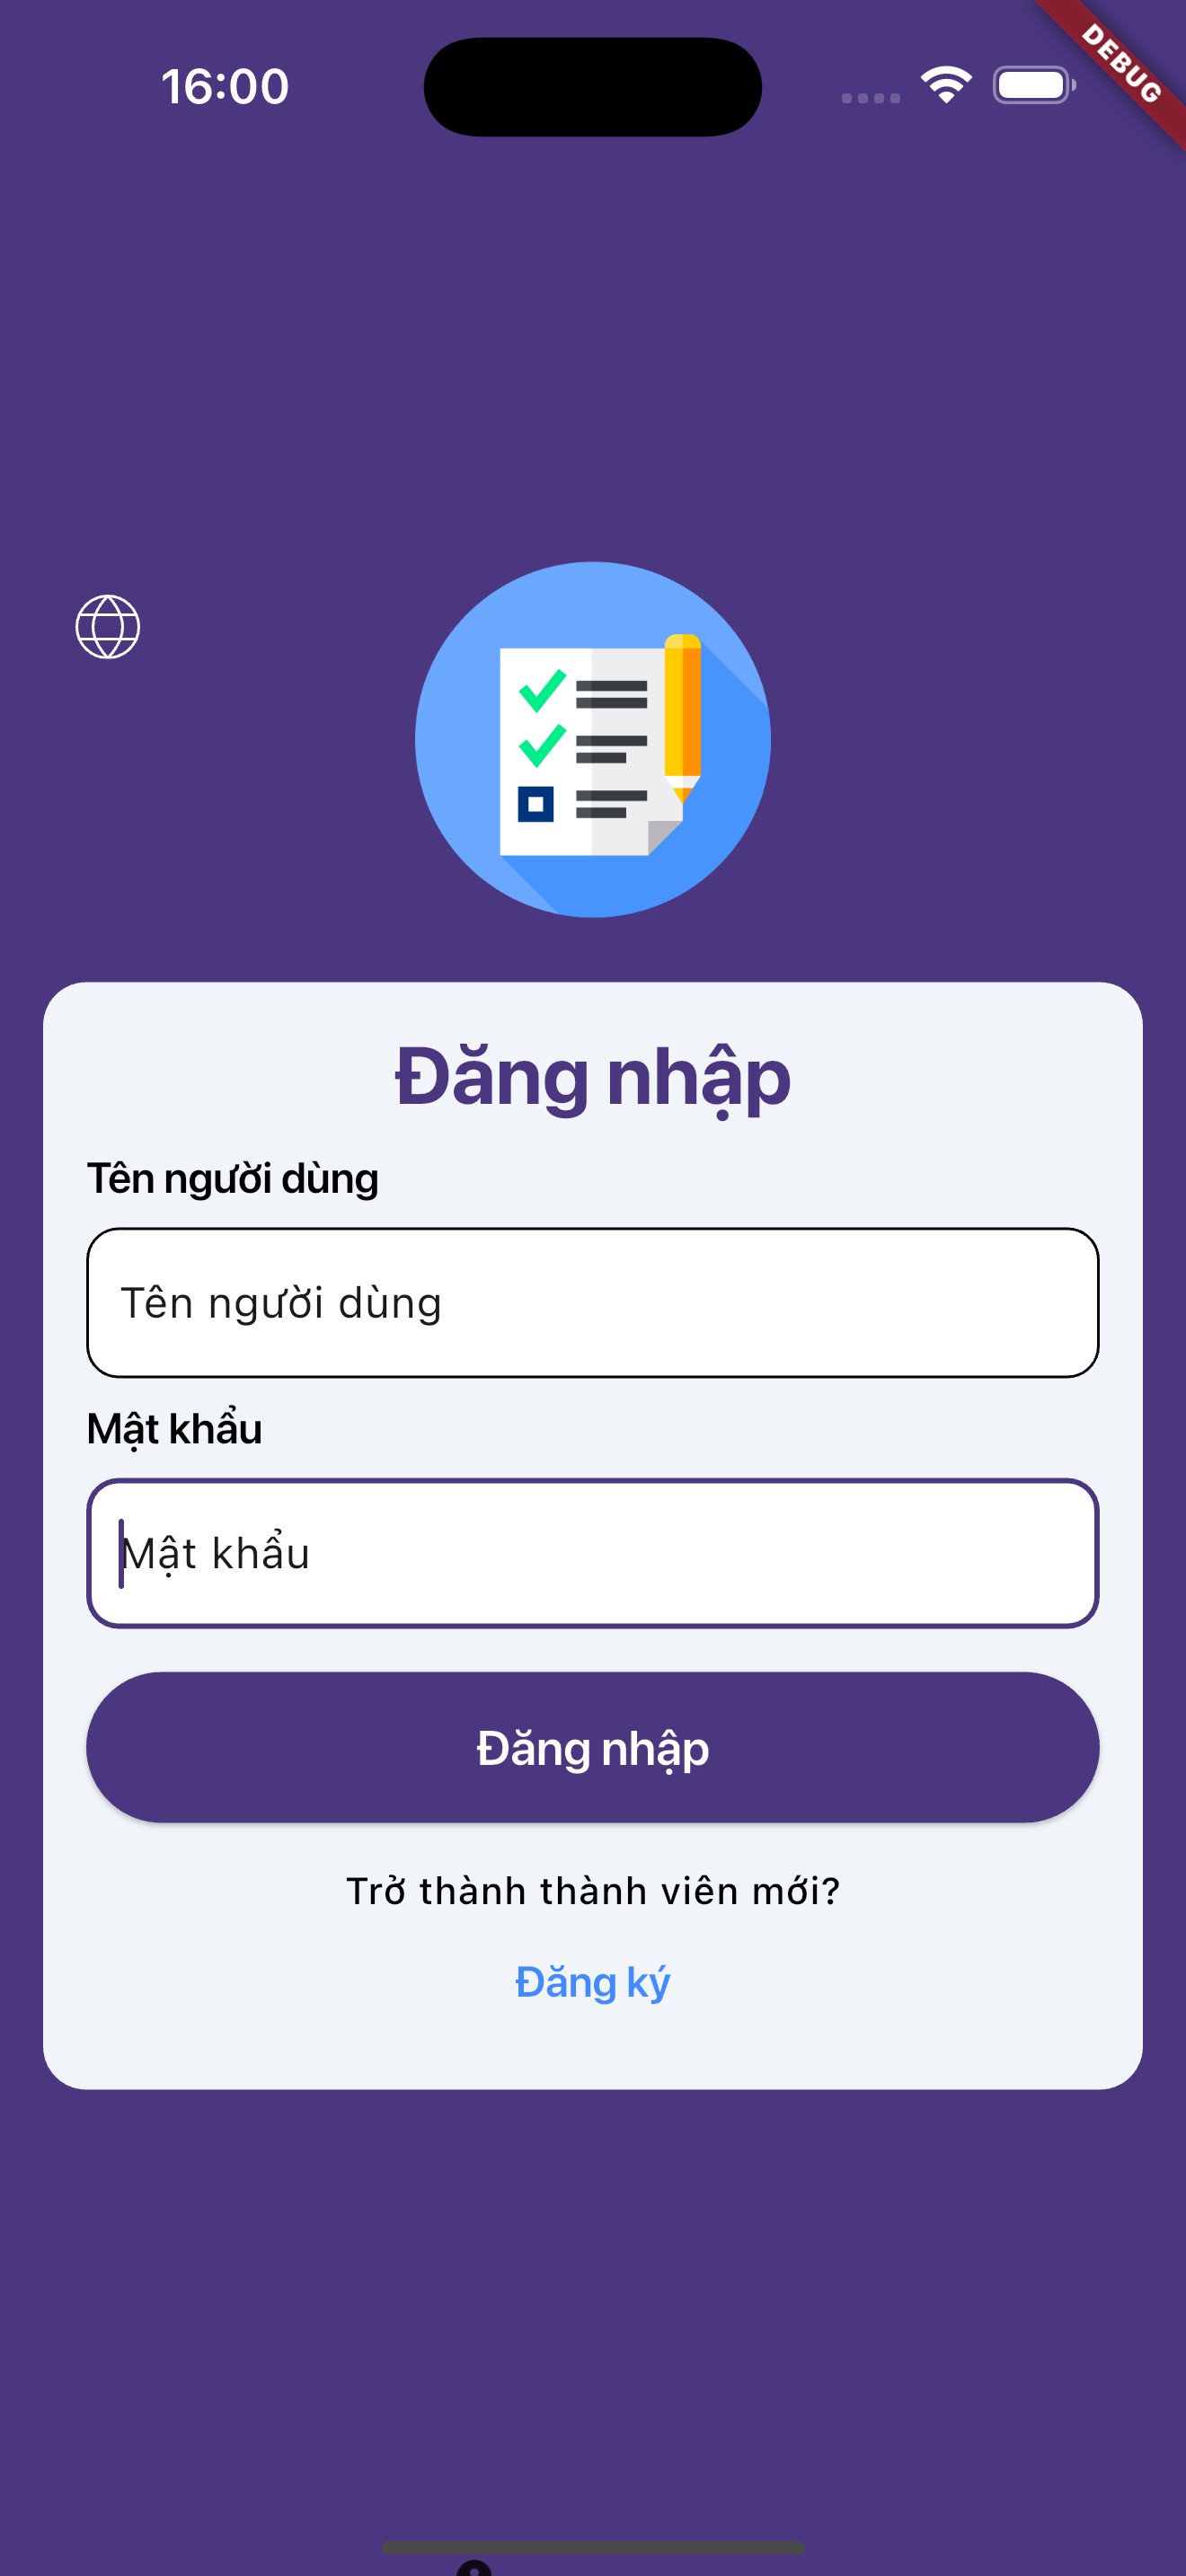 16:00
DEBUG
Đăng nhập
Tên người dùng
Tên người dùng
Mật khẩu
Mật khẩu
Đăng nhập
Trở thành thành viên mới?
Đăng ký